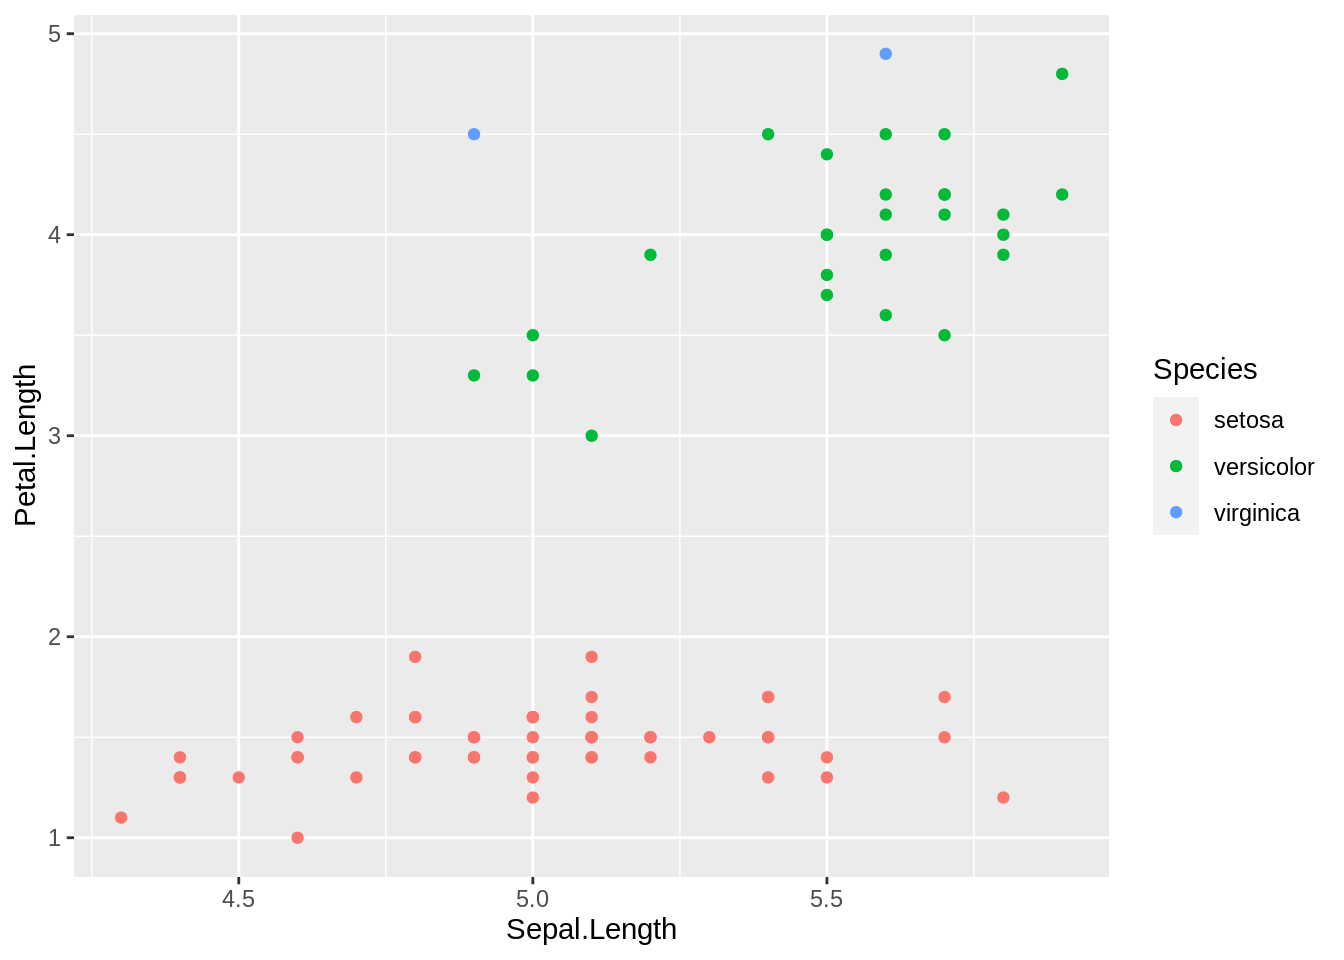 5
4
3
2
1
Petal.Length
4.5 5.0 5.5
Sepal.Length
Species
setosa
versicolor
virginica